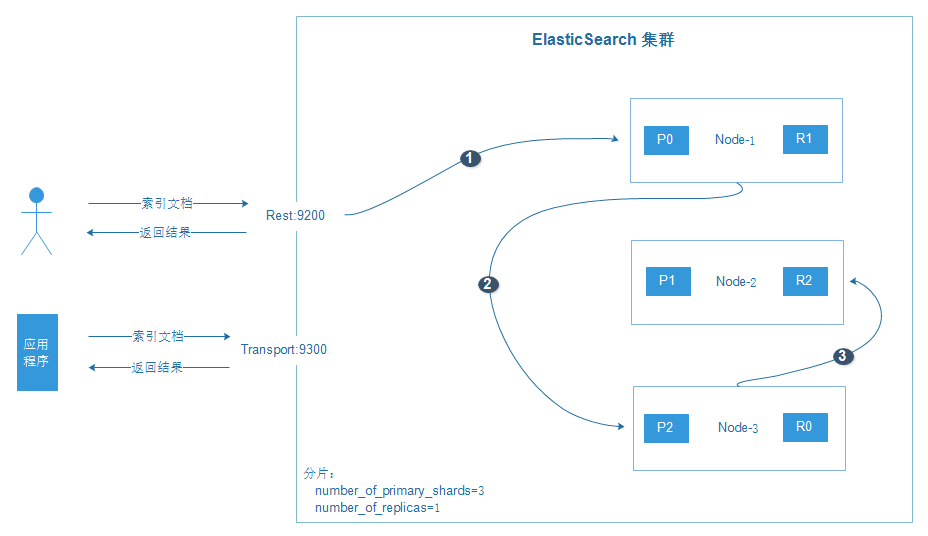 ElasticSearch 集群
P0
Node-1
R1
1
索引文档
Rest:9200
返回结果
P1
Node-2
R2
2
索引文档
应用
程序
Transport:9300
返回结果
3
P2
Node-3
R0
分片:
number_of_primary_shards=3
number_of_replicas=1